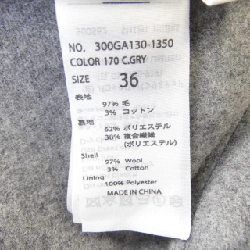 NO. 300GA130-1350
COLOR 170 C.GRY
SIZE 36
表地
97% 毛
3% コットン
裏地
62% ポリエステル
38% 複合繊維
(ポリエステル)
Shell
97% Wool
3% Cotton
Lining
100% Polyester
MADE IN CHINA